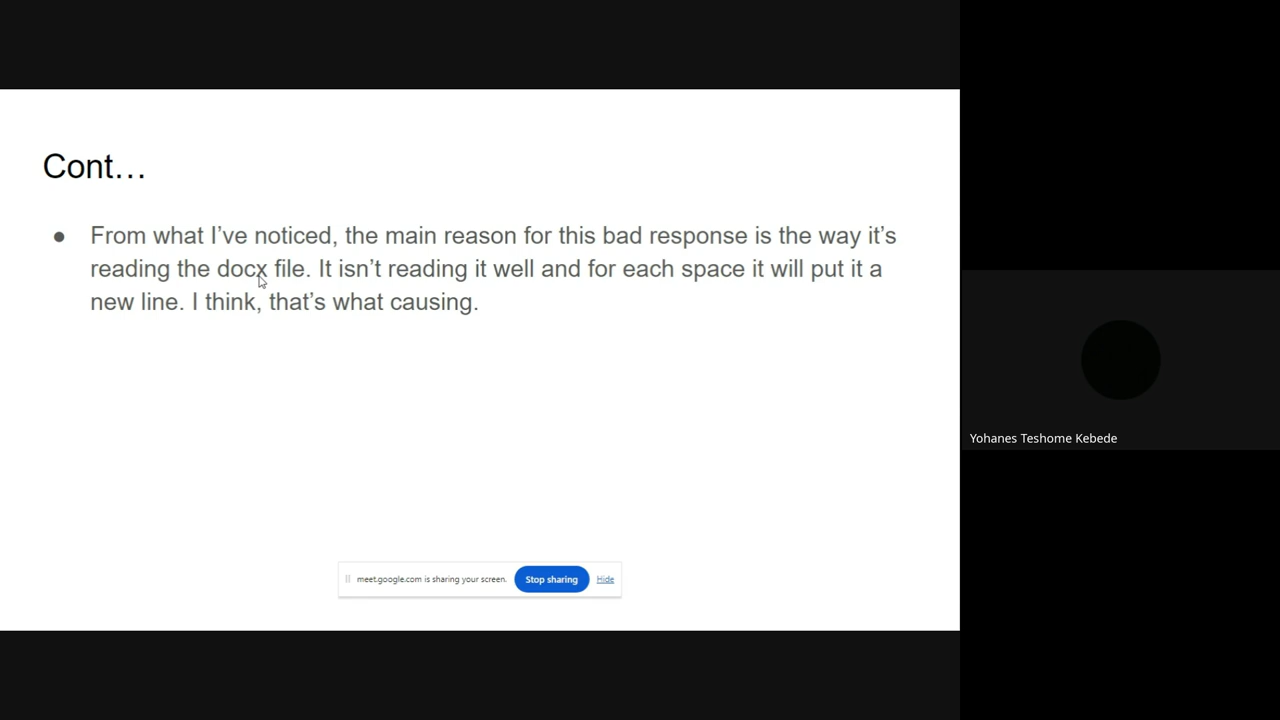 Cont…
● From what I’ve noticed, the main reason for this bad response is the way it’s
reading the docx file. It isn’t reading it well and for each space it will put it a
new line. I think, that’s what causing.
Yohanes Teshome Kebede
meet.google.com is sharing your screen. Stop sharing Hide